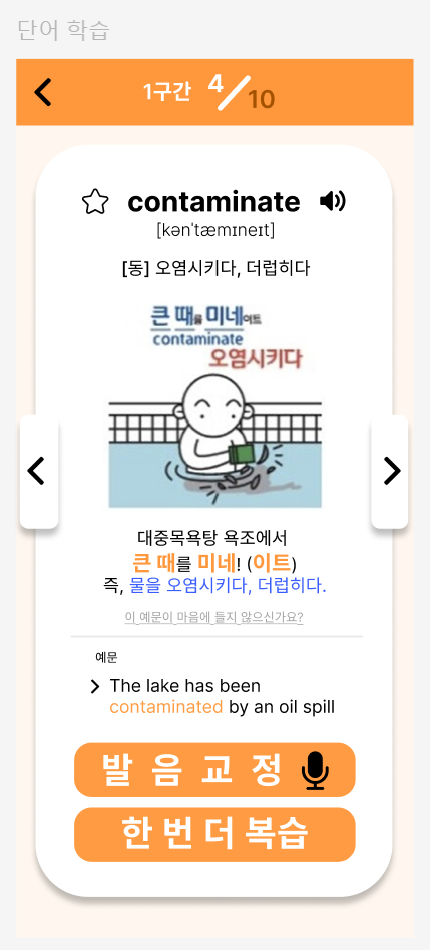 단어 학습
1구간 4/10
contaminate
[kən'tæmɪneɪt]
[동] 오염시키다, 더럽히다
큰 때를 미네이트
contaminate
오염시키다
대중목욕탕 욕조에서
큰 때를 미네! (이트)
즉, 물을 오염시키다, 더럽히다.
이 예문이 마음에 들지 않으신가요?
예문
The lake has been
contaminated by an oil spill
발 음 교 정
한 번 더 복습